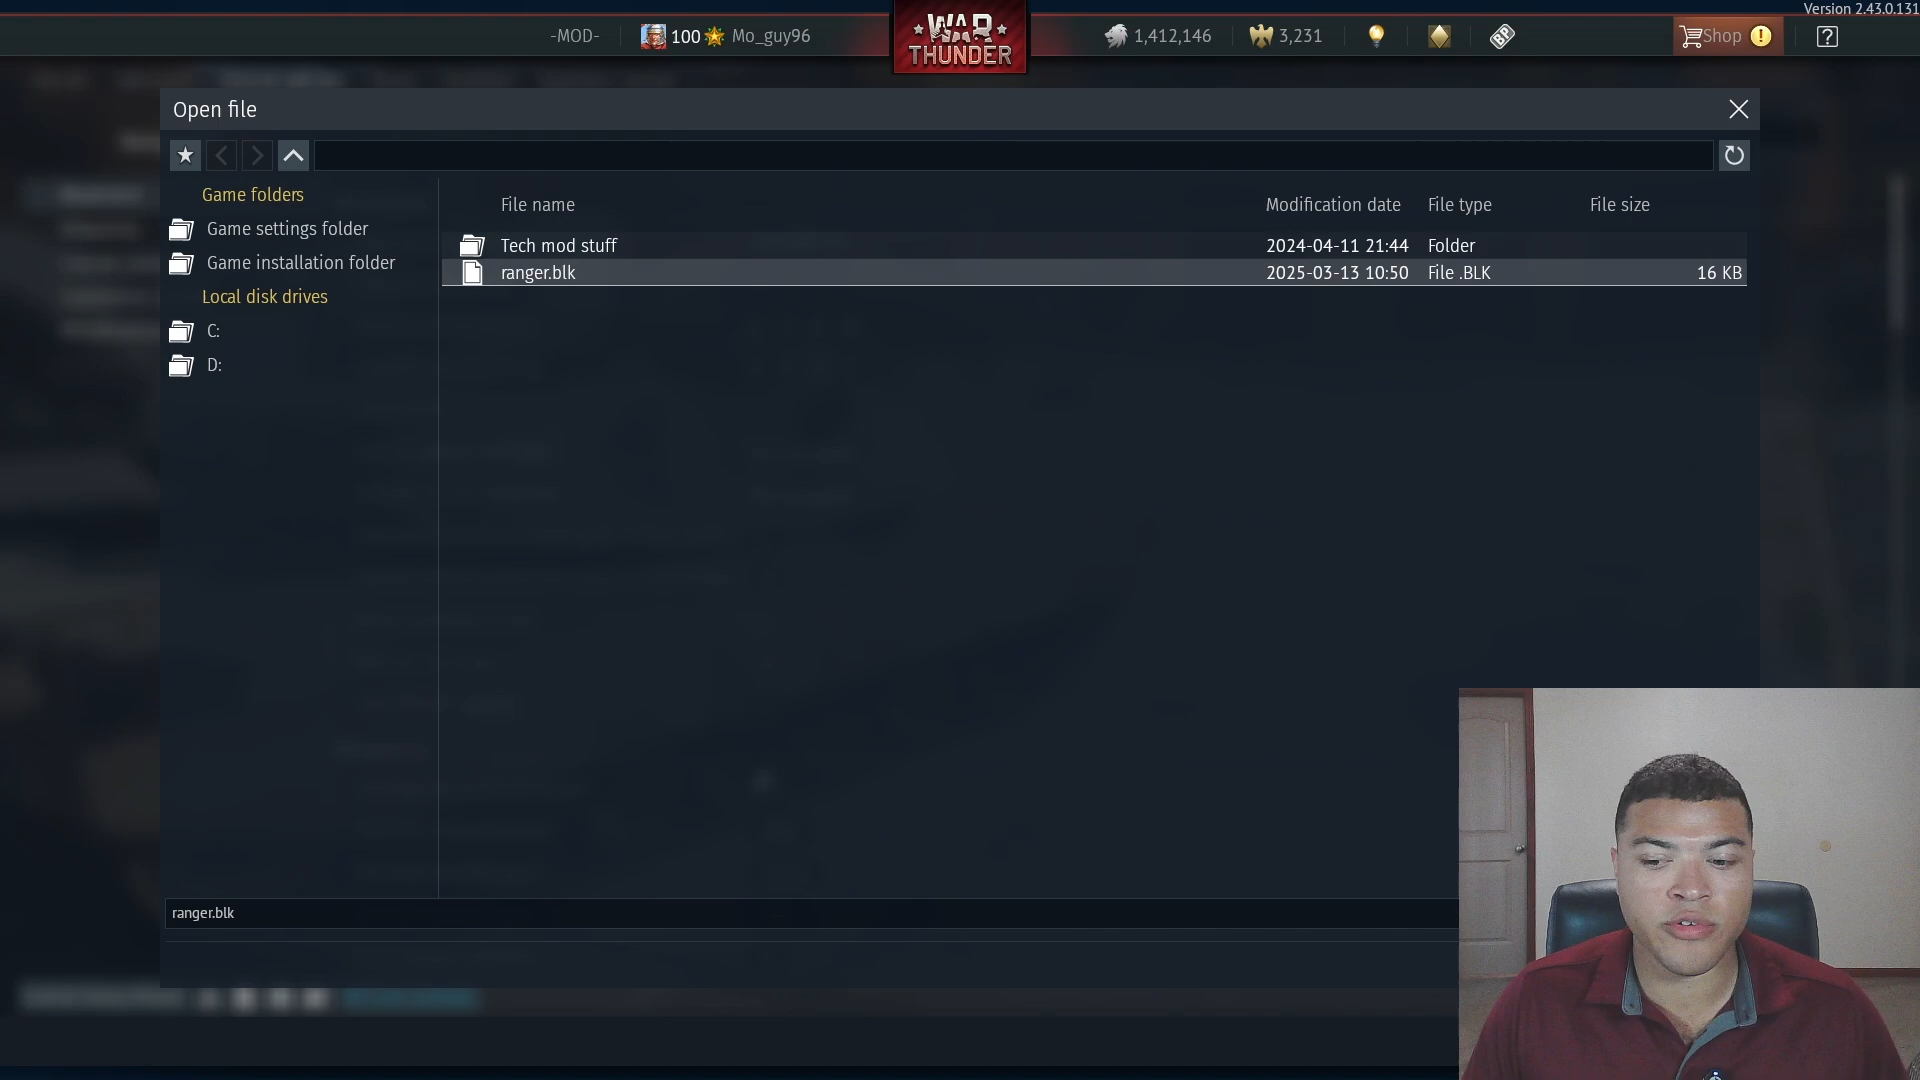 Version 2.43.0.131
-MOD- 100 Mo_guy96 WAR THUNDER 1,412,146 3,231 BP Shop ! ?
Open file
Game folders
Game settings folder
Game installation folder
Local disk drives
C:
D:
File name Modification date File type File size
Tech mod stuff 2024-04-11 21:44 Folder
ranger.blk 2025-03-13 10:50 File .BLK 16 KB
ranger.blk